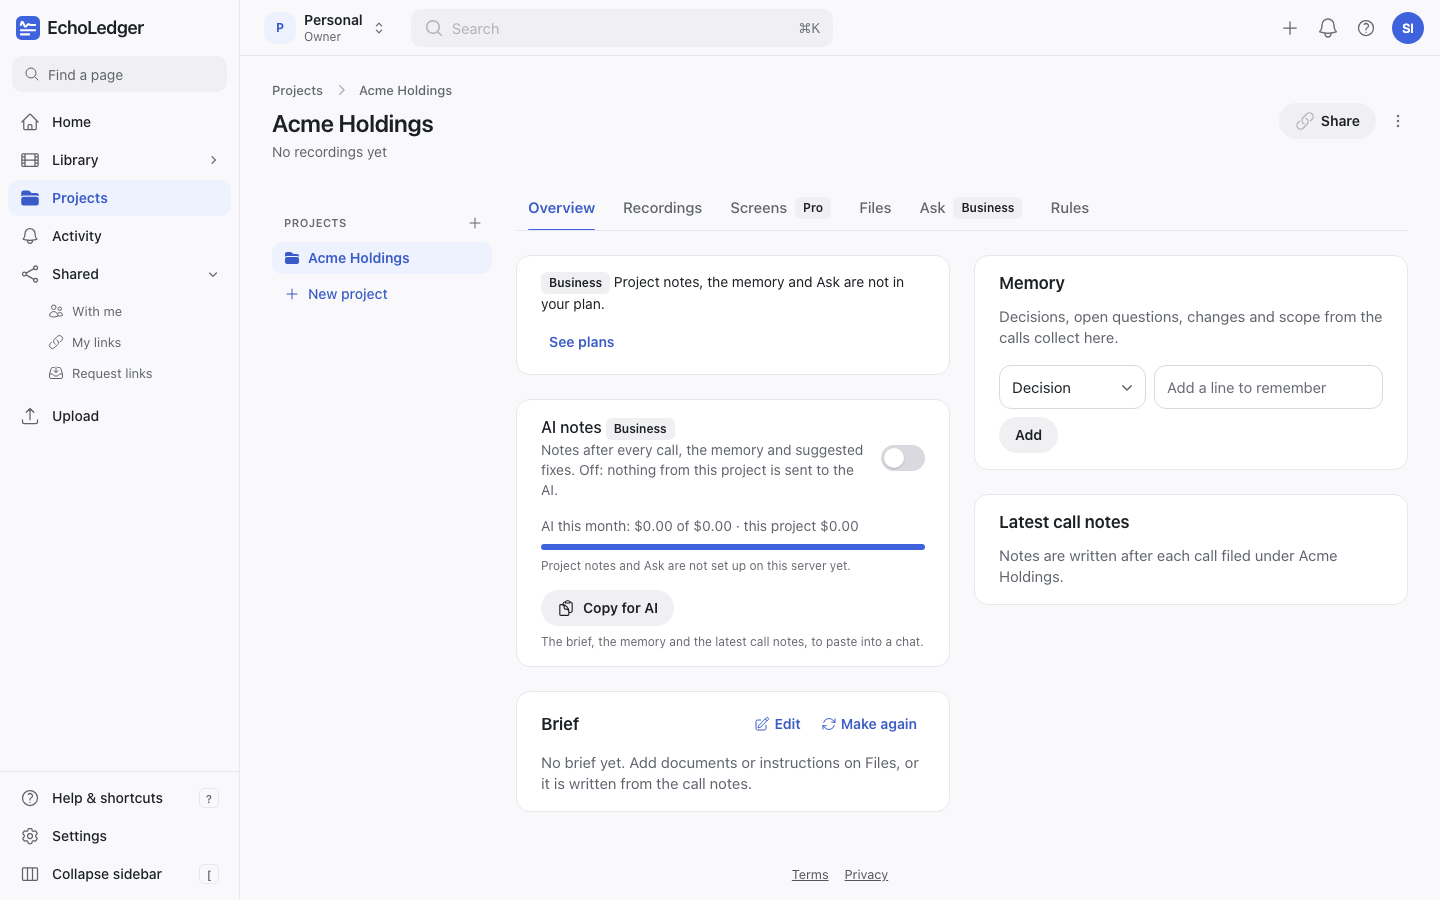 EchoLedger
Find a page
Home
Library
Projects
Activity
Shared
With me
My links
Request links
Upload
Help & shortcuts ?
Settings
Collapse sidebar [
P
Personal
Owner
Search ⌘K
SI
Projects Acme Holdings
Acme Holdings
No recordings yet
Share
PROJECTS
Acme Holdings
New project
Overview Recordings Screens Pro Files Ask Business Rules
Business Project notes, the memory and Ask are not in
your plan.
See plans
AI notes Business
Notes after every call, the memory and suggested
fixes. Off: nothing from this project is sent to the
AI.
AI this month: $0.00 of $0.00 · this project $0.00
Project notes and Ask are not set up on this server yet.
Copy for AI
The brief, the memory and the latest call notes, to paste into a chat.
Brief
Edit
Make again
No brief yet. Add documents or instructions on Files, or
it is written from the call notes.
Memory
Decisions, open questions, changes and scope from the
calls collect here.
Decision
Add a line to remember
Add
Latest call notes
Notes are written after each call filed under Acme
Holdings.
Terms Privacy